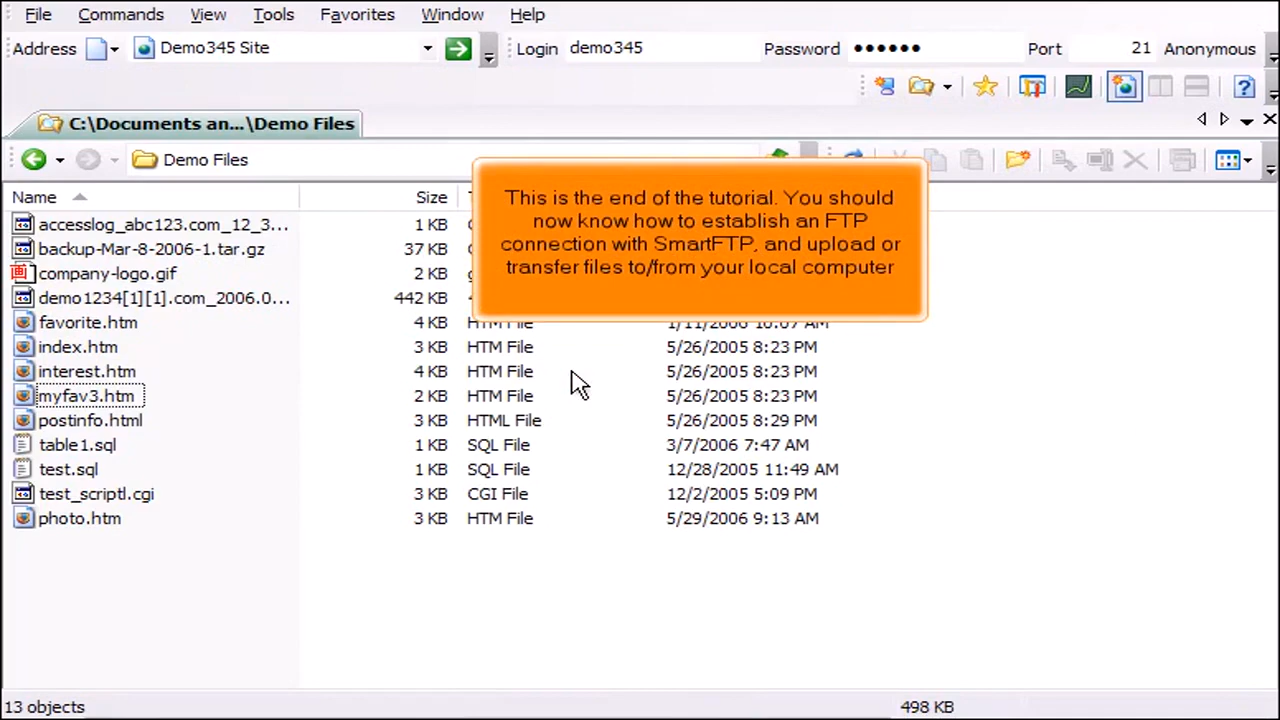 File Commands View Tools Favorites Window Help
Address Demo345 Site Login demo345 Password ●●●●●● Port 21 Anonymous
C:\Documents an...\Demo Files
Demo Files
This is the end of the tutorial. You should
now know how to establish an FTP
connection with SmartFTP, and upload or
transfer files to/from your local computer
Name Size
accesslog_abc123.com_12_3... 1 KB
backup-Mar-8-2006-1.tar.gz 37 KB
company-logo.gif 2 KB
demo1234[1][1].com_2006.0... 442 KB
favorite.htm 4 KB HTM File 1/11/2006 10:07 AM
index.htm 3 KB HTM File 5/26/2005 8:23 PM
interest.htm 4 KB HTM File 5/26/2005 8:23 PM
myfav3.htm 2 KB HTM File 5/26/2005 8:23 PM
postinfo.html 3 KB HTML File 5/26/2005 8:29 PM
table1.sql 1 KB SQL File 3/7/2006 7:47 AM
test.sql 1 KB SQL File 12/28/2005 11:49 AM
test_scriptl.cgi 3 KB CGI File 12/2/2005 5:09 PM
photo.htm 3 KB HTM File 5/29/2006 9:13 AM
13 objects 498 KB